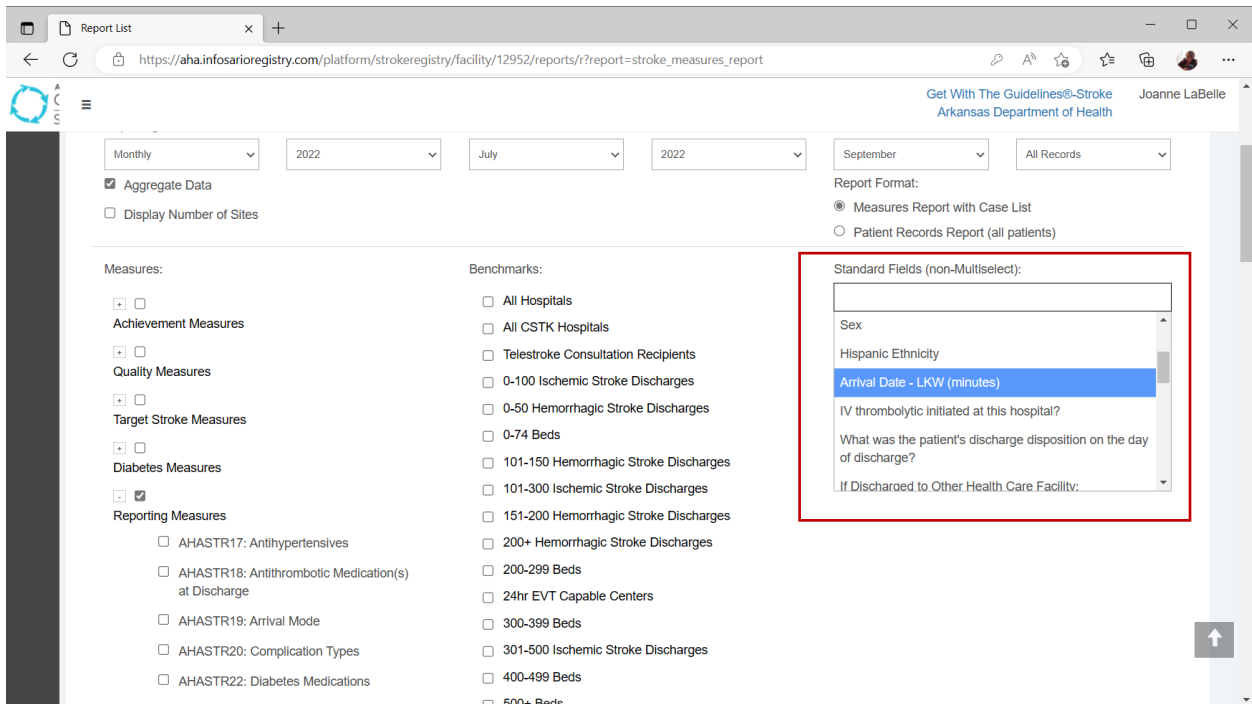 Report List
https://aha.infosarioregistry.com/platform/strokeregistry/facility/12952/reports/r?report=stroke_measures_report
Get With The Guidelines®-Stroke
Arkansas Department of Health
Joanne LaBelle
Monthly
2022
July
2022
September
All Records
Aggregate Data
Display Number of Sites
Report Format:
Measures Report with Case List
Patient Records Report (all patients)
Measures:
Achievement Measures
Quality Measures
Target Stroke Measures
Diabetes Measures
Reporting Measures
AHASTR17: Antihypertensives
AHASTR18: Antithrombotic Medication(s)
at Discharge
AHASTR19: Arrival Mode
AHASTR20: Complication Types
AHASTR22: Diabetes Medications
Benchmarks:
All Hospitals
All CSTK Hospitals
Telestroke Consultation Recipients
0-100 Ischemic Stroke Discharges
0-50 Hemorrhagic Stroke Discharges
0-74 Beds
101-150 Hemorrhagic Stroke Discharges
101-300 Ischemic Stroke Discharges
151-200 Hemorrhagic Stroke Discharges
200+ Hemorrhagic Stroke Discharges
200-299 Beds
24hr EVT Capable Centers
300-399 Beds
301-500 Ischemic Stroke Discharges
400-499 Beds
500+ Beds
Standard Fields (non-Multiselect):
Sex
Hispanic Ethnicity
Arrival Date - LKW (minutes)
IV thrombolytic initiated at this hospital?
What was the patient's discharge disposition on the day
of discharge?
If Discharged to Other Health Care Facility: